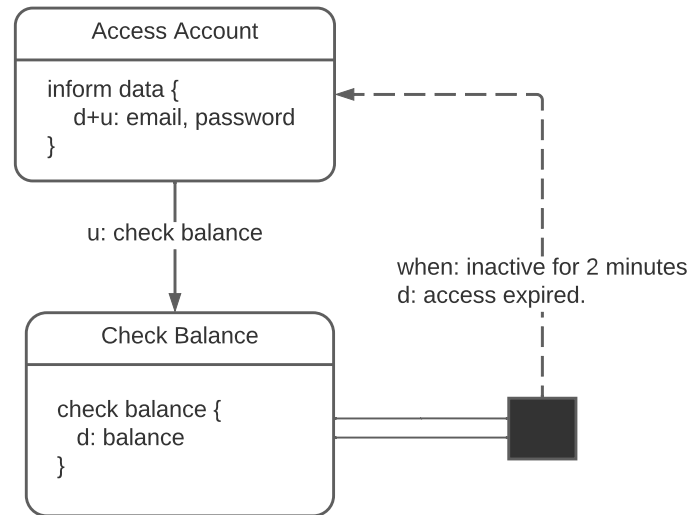 Access Account
inform data {
d+u: email, password
}
u: check balance
when: inactive for 2 minutes
d: access expired.
Check Balance
check balance {
d: balance
}